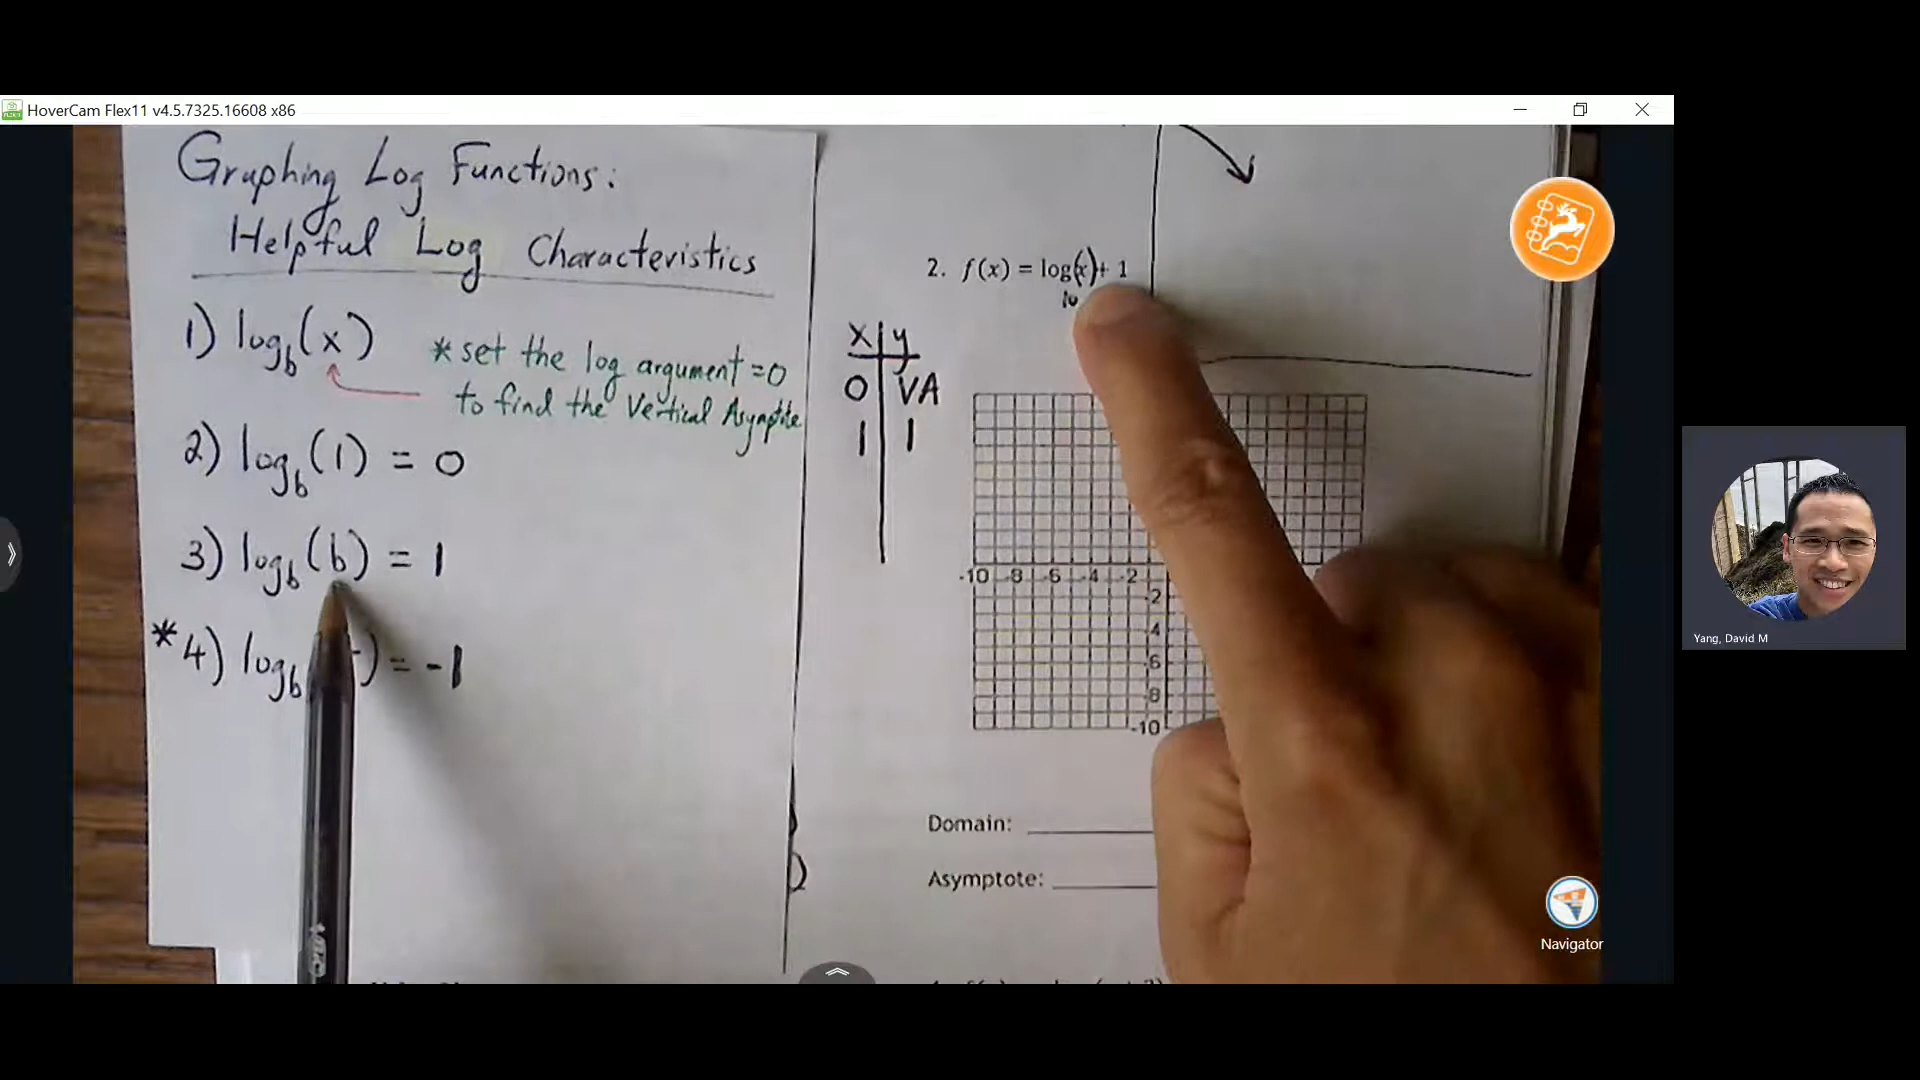 HoverCam Flex11 v4.5.7325.16608 x86
Graphing Log Functions:
Helpful Log Characteristics
1) log_b(x)
* set the log argument = 0
to find the Vertical Asymptote
2) log_b(1) = 0
3) log_b(b) = 1
*4) log_b ) = -1
2. f(x) = log(x) + 1
10
x y
0 VA
1 1
-10 -8 -6 -4 -2
-2
-4
-6
-8
-10
Domain:
Asymptote:
Navigator
Yang, David M